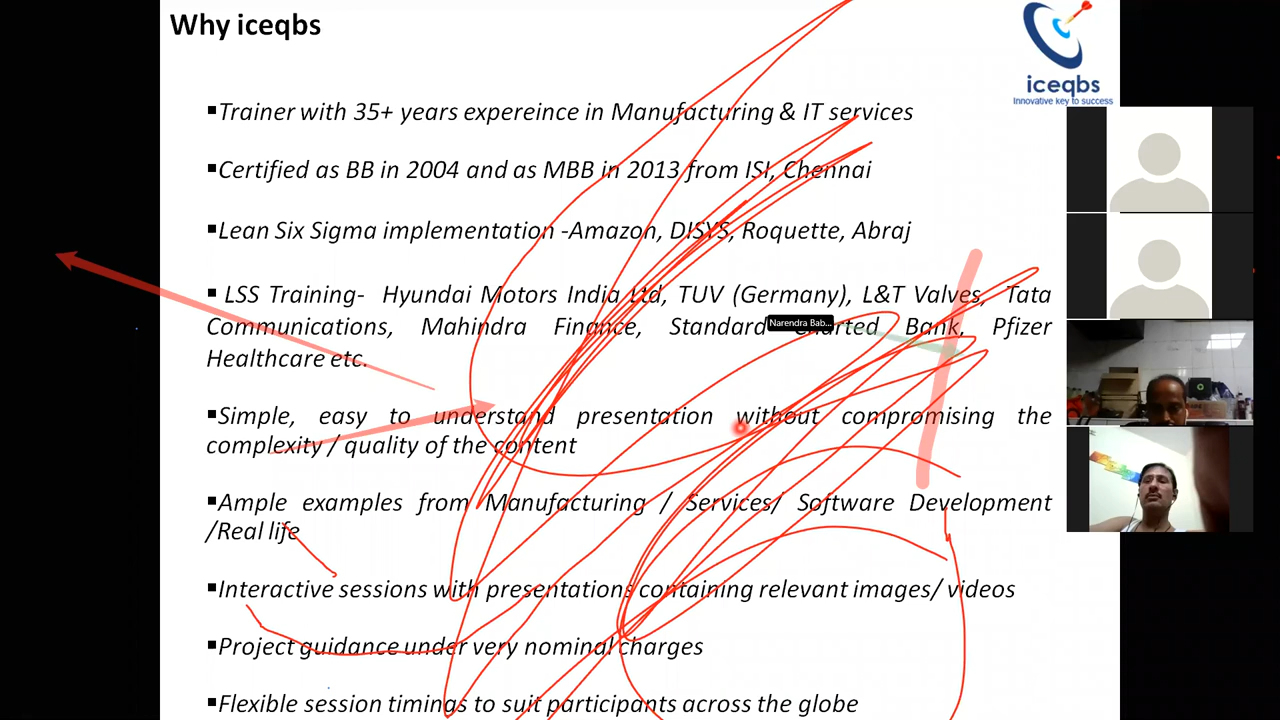 Why iceqbs
iceqbs
Innovative key to success
▪Trainer with 35+ years expereince in Manufacturing & IT services
▪Certified as BB in 2004 and as MBB in 2013 from ISI, Chennai
▪Lean Six Sigma implementation -Amazon, DISYS, Roquette, Abraj
▪ LSS Training- Hyundai Motors India Ltd, TUV (Germany), L&T Valves, Tata
Communications, Mahindra Finance, Standard Charted Bank, Pfizer
Healthcare etc.
Narendra Bab...
▪Simple, easy to understand presentation without compromising the
complexity / quality of the content
▪Ample examples from Manufacturing / Services/ Software Development
/Real life
▪Interactive sessions with presentations containing relevant images/ videos
▪Project guidance under very nominal charges
▪Flexible session timings to suit participants across the globe